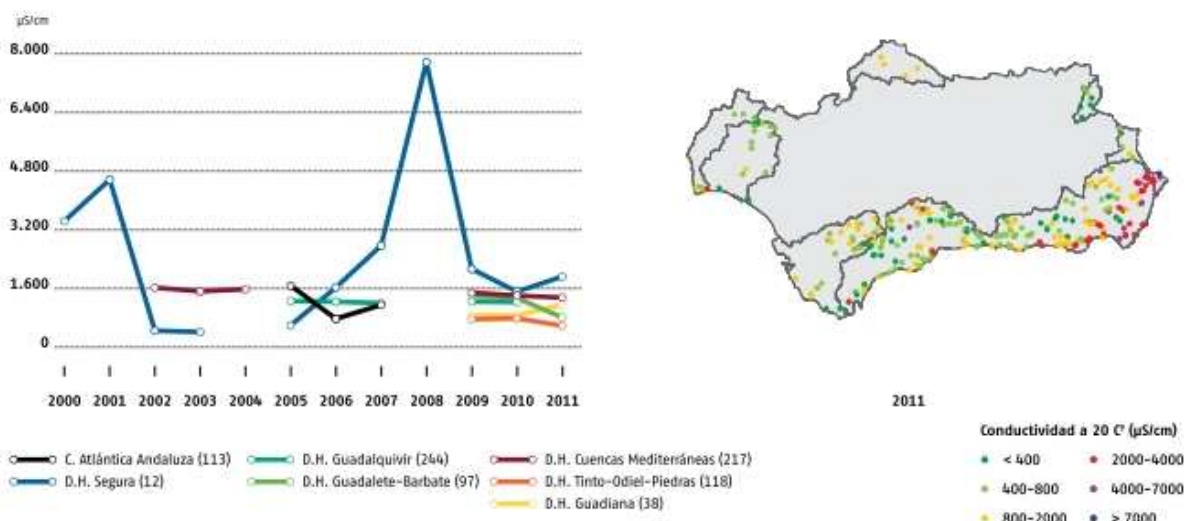 µS/cm
8.000
6.400
4.800
3.200
1.600
0
2000 2001 2002 2003 2004 2005 2006 2007 2008 2009 2010 2011
C. Atlántica Andaluza (113)
D.H. Segura (12)
D.H. Guadalquivir (244)
D.H. Guadalete-Barbate (97)
D.H. Cuencas Mediterráneas (217)
D.H. Tinto-Odiel-Piedras (118)
D.H. Guadiana (38)
2011
Conductividad a 20 Cº (µS/cm)
< 400
400-800
800-2000
2000-4000
4000-7000
> 7000